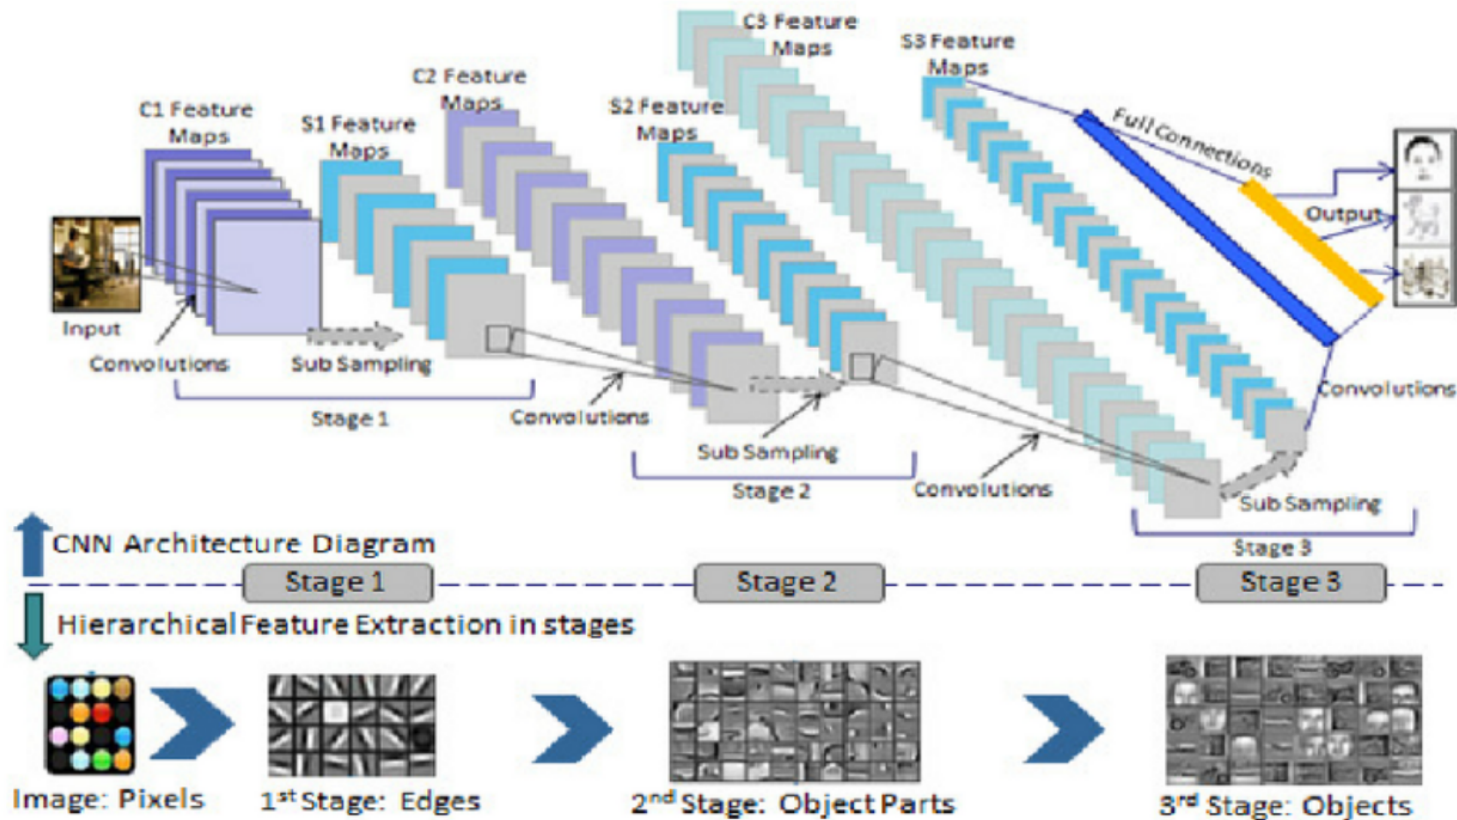 C3 Feature
Maps
S3 Feature
Maps
C2 Feature
Maps
S2 Feature
Maps
C1 Feature
Maps
S1 Feature
Maps
Full Connections
Output
Input
Convolutions
Sub Sampling
Stage 1
Convolutions
Sub Sampling
Stage 2
Convolutions
Convolutions
Sub Sampling
Stage 3
CNN Architecture Diagram
Stage 1
Stage 2
Stage 3
Hierarchical Feature Extraction in stages
Image: Pixels
1st Stage: Edges
2nd Stage: Object Parts
3rd Stage: Objects